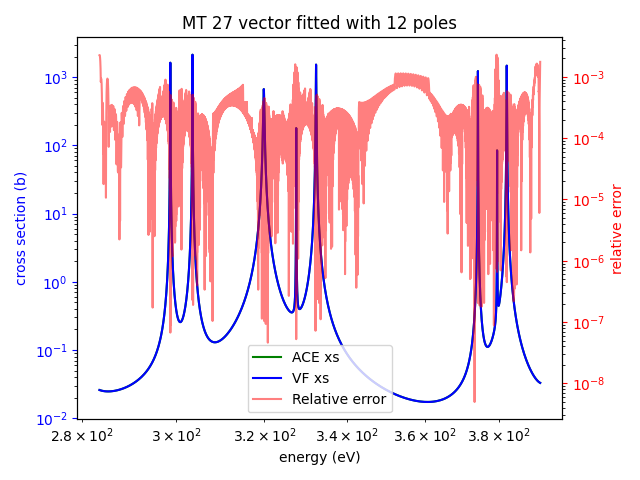 MT 27 vector fitted with 12 poles
10³
10²
10¹
10⁰
10⁻¹
10⁻²
cross section (b)
10⁻³
10⁻⁴
10⁻⁵
10⁻⁶
10⁻⁷
10⁻⁸
relative error
ACE xs
VF xs
Relative error
2.8 × 10² 3 × 10² 3.2 × 10² 3.4 × 10² 3.6 × 10² 3.8 × 10²
energy (eV)